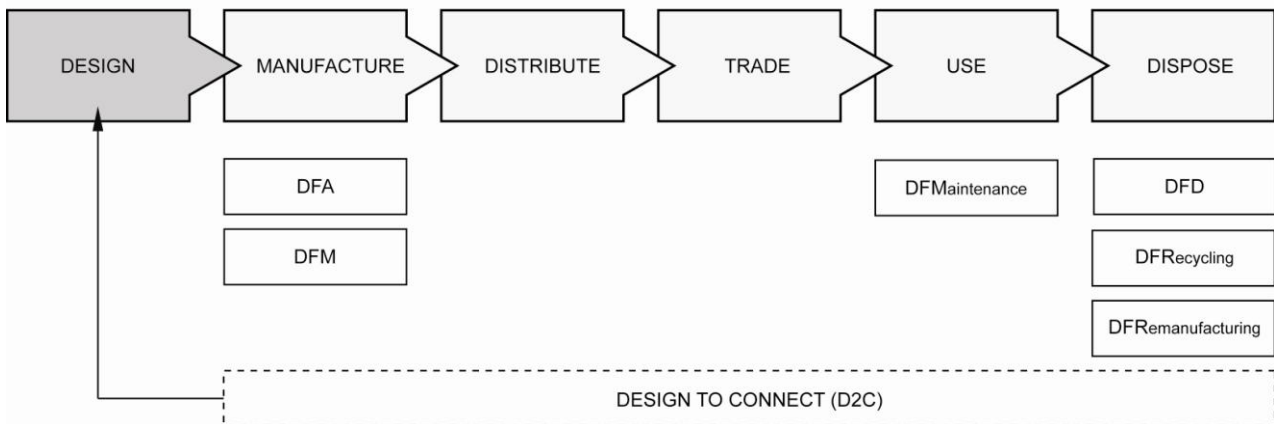 DESIGN
MANUFACTURE
DISTRIBUTE
TRADE
USE
DISPOSE
DFA
DFMaintenance
DFD
DFM
DFRecycling
DFRemanufacturing
DESIGN TO CONNECT (D2C)